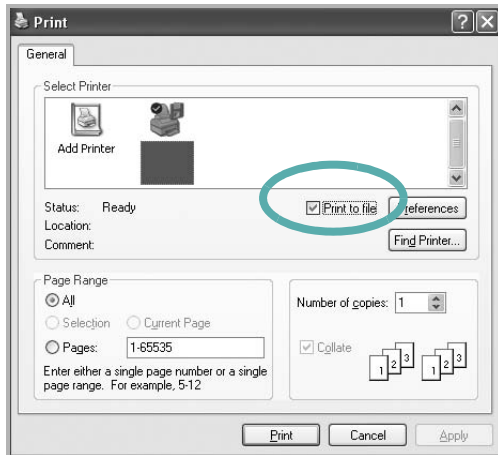 Print
General
Select Printer
Add Printer
Status: Ready
Location:
Comment:
Print to file
Preferences
Find Printer...
Page Range
All
Selection
Current Page
Pages:
1-65535
Enter either a single page number or a single
page range. For example, 5-12
Number of copies: 1
Collate
1 2 3 1 2 3
Print
Cancel
Apply